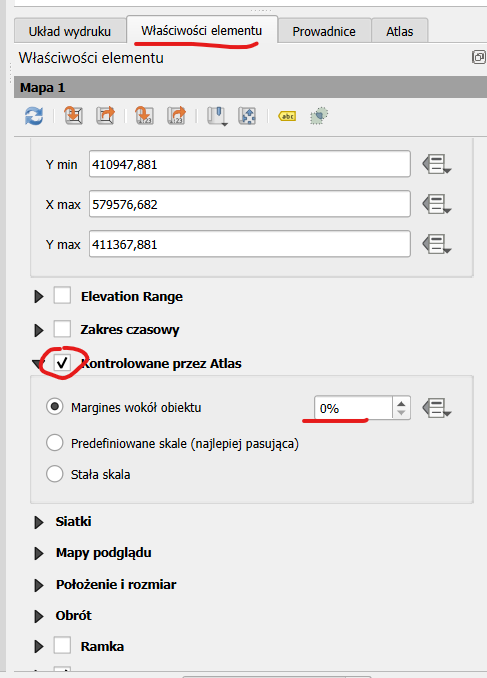 Układ wydruku Właściwości elementu Prowadnice Atlas
Właściwości elementu
Mapa 1
abc
Y min 410947,881
X max 579576,682
Y max 411367,881
Elevation Range
Zakres czasowy
Kontrolowane przez Atlas
Margines wokół obiektu 0%
Predefiniowane skale (najlepiej pasująca)
Stała skala
Siatki
Mapy podglądu
Położenie i rozmiar
Obrót
Ramka